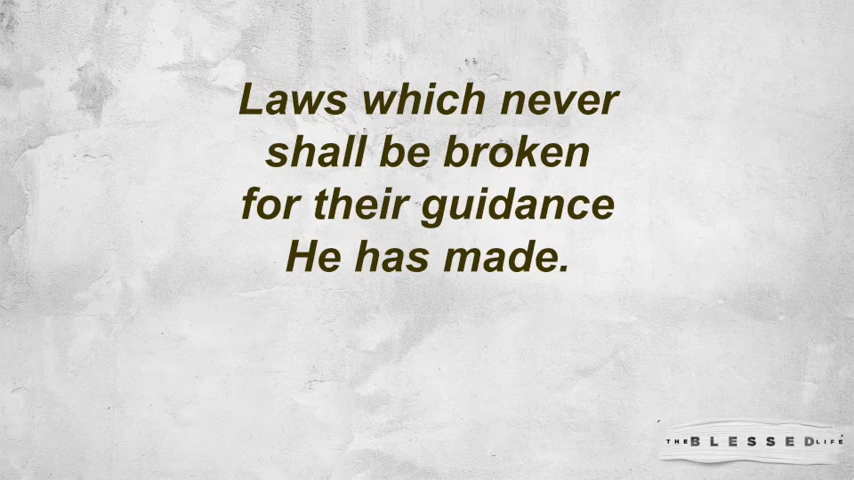 Laws which never
shall be broken
for their guidance
He has made.
THE BLESSED LIFE